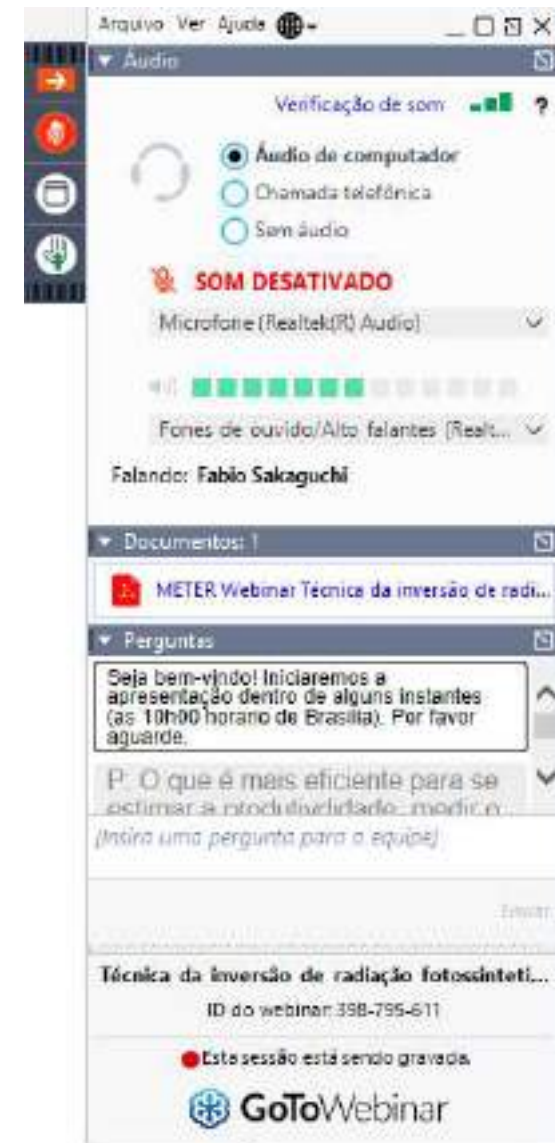 Arquivo Ver Ajuda
Áudio
Verificação de som ?
Áudio de computador
Chamada telefônica
Sem áudio
SOM DESATIVADO
Microfone (Realtek(R) Audio)
Fones de ouvido/Alto falantes (Realt...
Falando: Fabio Sakaguchi
Documentos: 1
METER Webinar Técnica da inversão de radi...
Perguntas
Seja bem-vindo! Iniciaremos a
apresentação dentro de alguns instantes
(as 10h00 horario de Brasília). Por favor
aguarde.
P: O que é mais eficiente para se
estimar a produtividade, medir o
[Insira uma pergunta para a equipe]
Enviar
Técnica da inversão de radiação fotossinteti...
ID do webinar: 398-795-611
Esta sessão está sendo gravada.
GoToWebinar